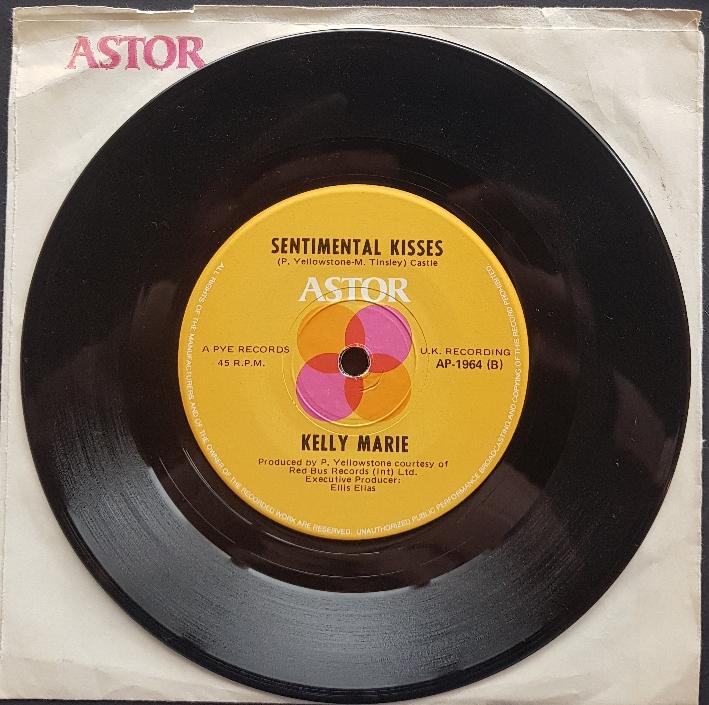 ASTOR
SENTIMENTAL KISSES
(P. Yellowstone-M. Tinsley) Castle
ASTOR
A PYE RECORDS
45 R.P.M.
U.K. RECORDING
AP-1964 (B)
KELLY MARIE
Produced by P. Yellowstone courtesy of
Red Bus Records (Int) Ltd.
Executive Producer:
Ellis Elias
ALL RIGHTS OF THE MANUFACTURERS AND OF THE OWNER OF THE RECORDED WORK ARE RESERVED. UNAUTHORIZED PUBLIC PERFORMANCE BROADCASTING AND COPYING OF THIS RECORD PROHIBITED